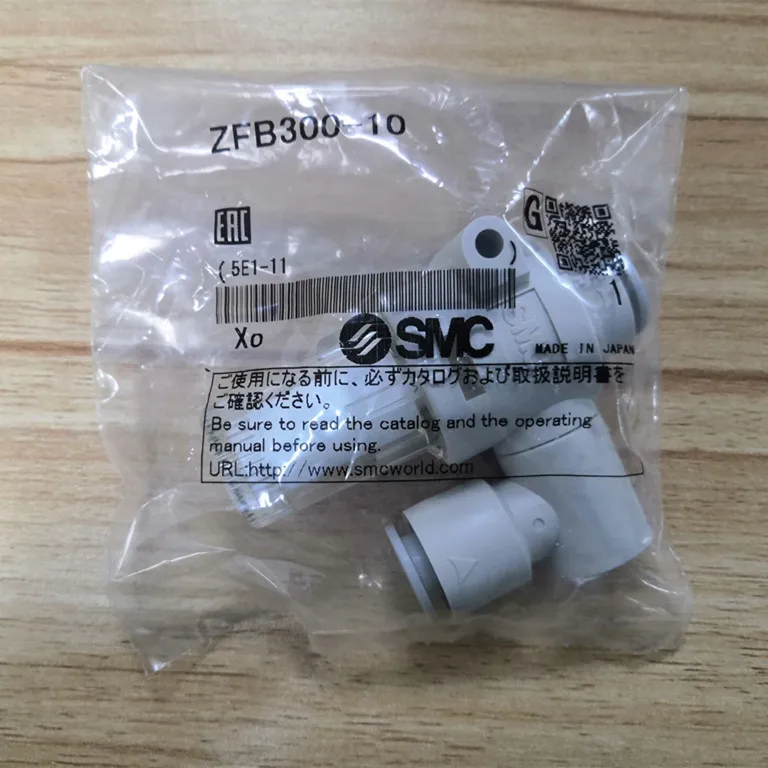 ZFB300-10
EAC
G
( 5E1-11
)
1
Xo
SMC
SMC
MADE IN JAPAN
ご使用になる前に、必ずカタログおよび取扱説明書を
ご確認ください。
Be sure to read the catalog and the operating
manual before using.
URL:http://www.smcworld.com